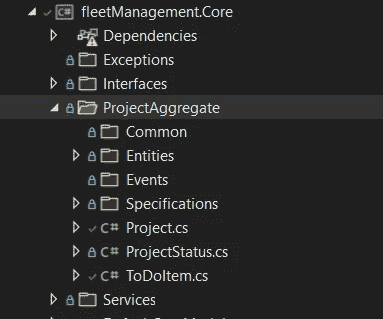 C# fleetManagement.Core
Dependencies
Exceptions
Interfaces
ProjectAggregate
Common
Entities
Events
Specifications
C# Project.cs
C# ProjectStatus.cs
C# ToDoItem.cs
Services